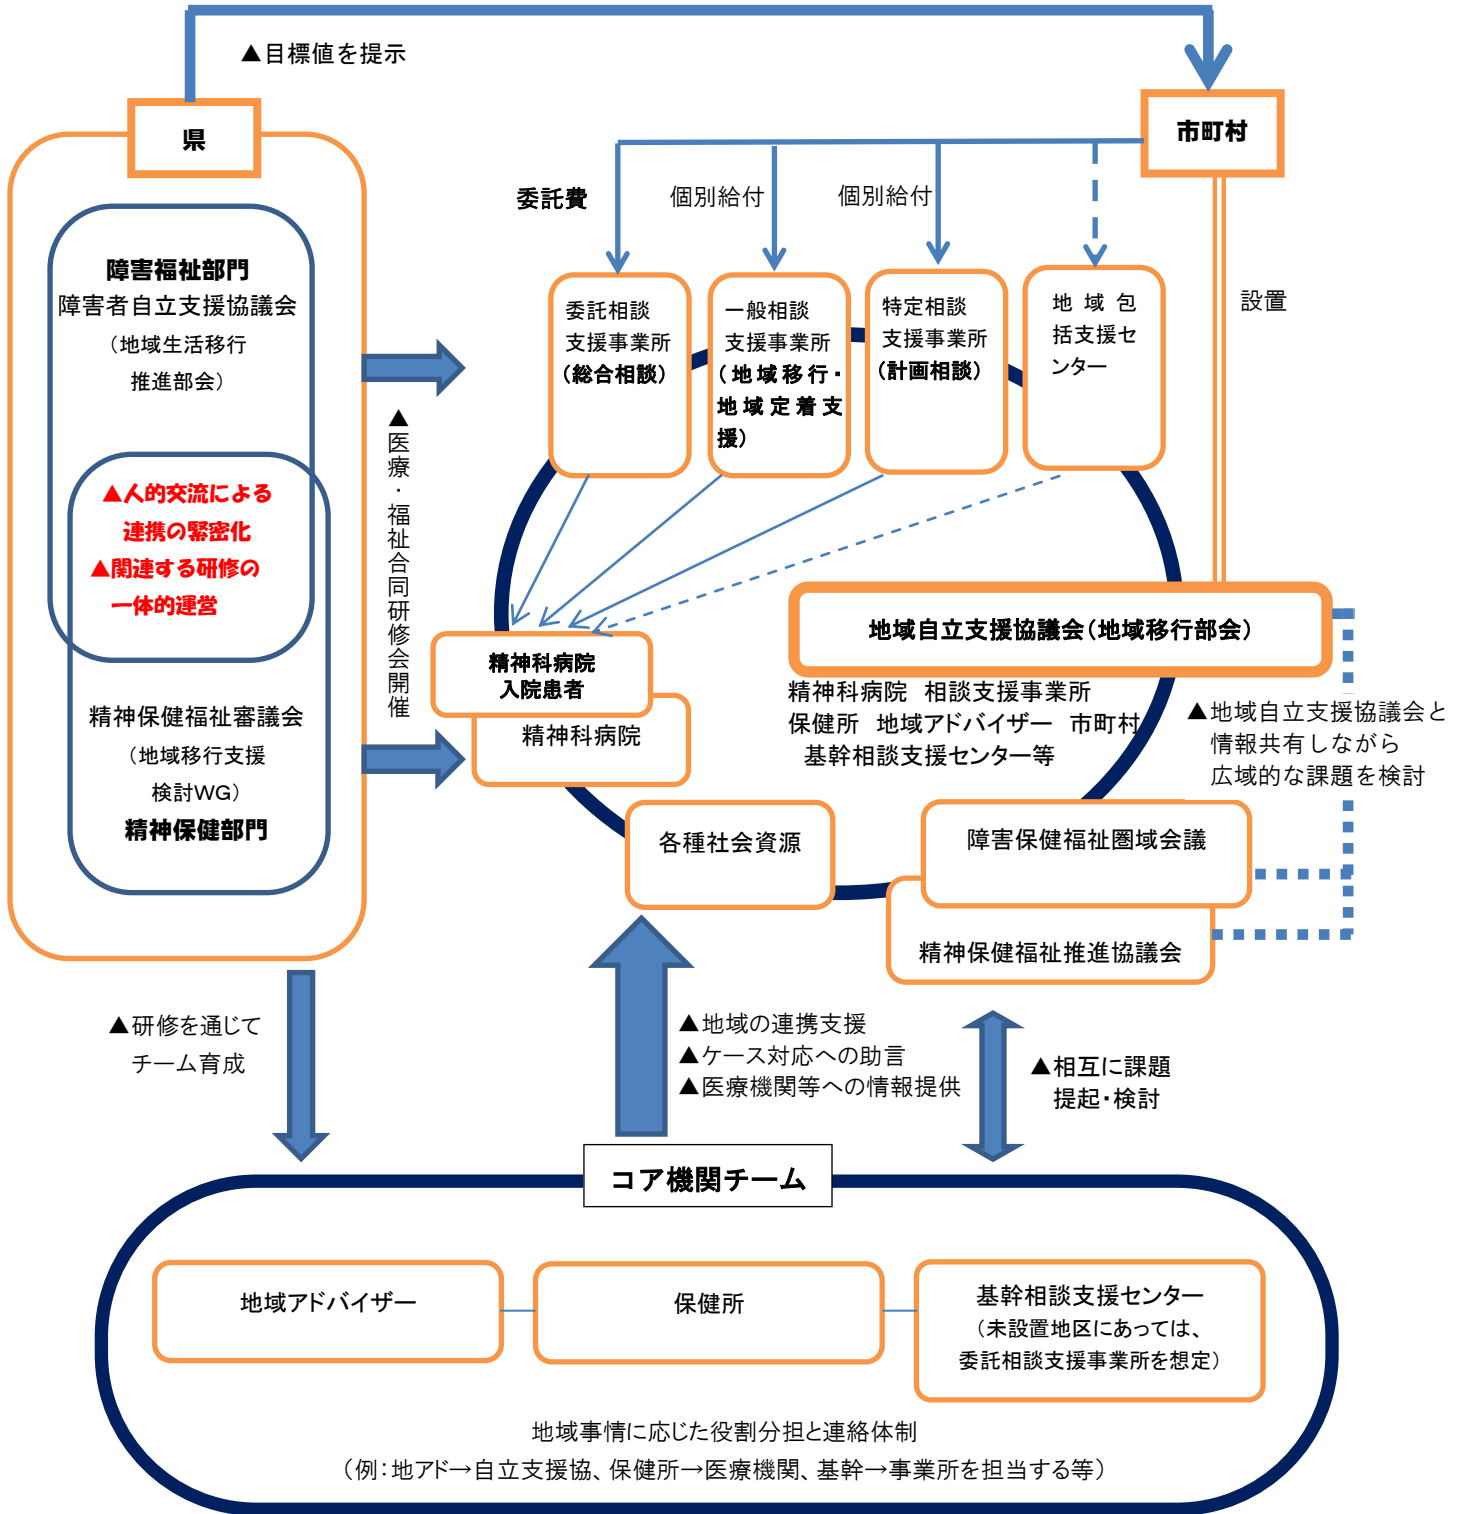 ▲目標値を提示
県
市町村
委託費
個別給付
個別給付
設置
障害福祉部門
障害者自立支援協議会
（地域生活移行
推進部会）
▲人的交流による
連携の緊密化
▲関連する研修の
一体的運営
精神保健福祉審議会
（地域移行支援
検討WG）
精神保健部門
▲医療・福祉合同研修会開催
委託相談
支援事業所
（総合相談）
一般相談
支援事業所
（地域移行・
地域定着支
援）
特定相談
支援事業所
（計画相談）
地域包
括支援セ
ンター
精神科病院
入院患者
精神科病院
地域自立支援協議会（地域移行部会）
精神科病院　相談支援事業所
保健所　地域アドバイザー　市町村
基幹相談支援センター等
▲地域自立支援協議会と
情報共有しながら
広域的な課題を検討
各種社会資源
障害保健福祉圏域会議
精神保健福祉推進協議会
▲研修を通じて
チーム育成
▲地域の連携支援
▲ケース対応への助言
▲医療機関等への情報提供
▲相互に課題
提起・検討
コア機関チーム
地域アドバイザー
保健所
基幹相談支援センター
（未設置地区にあっては、
委託相談支援事業所を想定）
地域事情に応じた役割分担と連絡体制
（例：地アド→自立支援協、保健所→医療機関、基幹→事業所を担当する等）